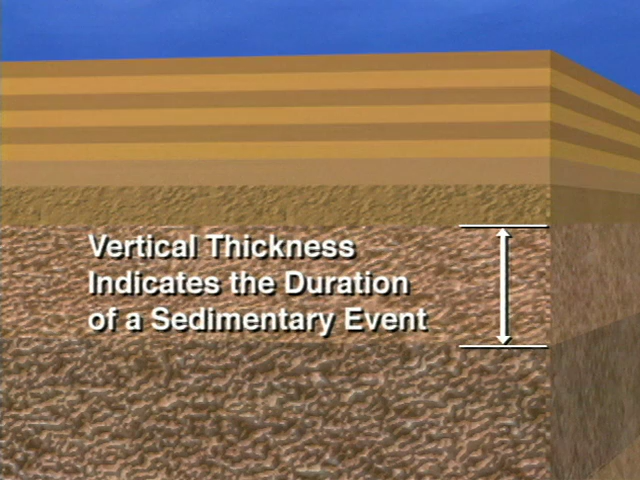 Vertical Thickness
Indicates the Duration
of a Sedimentary Event